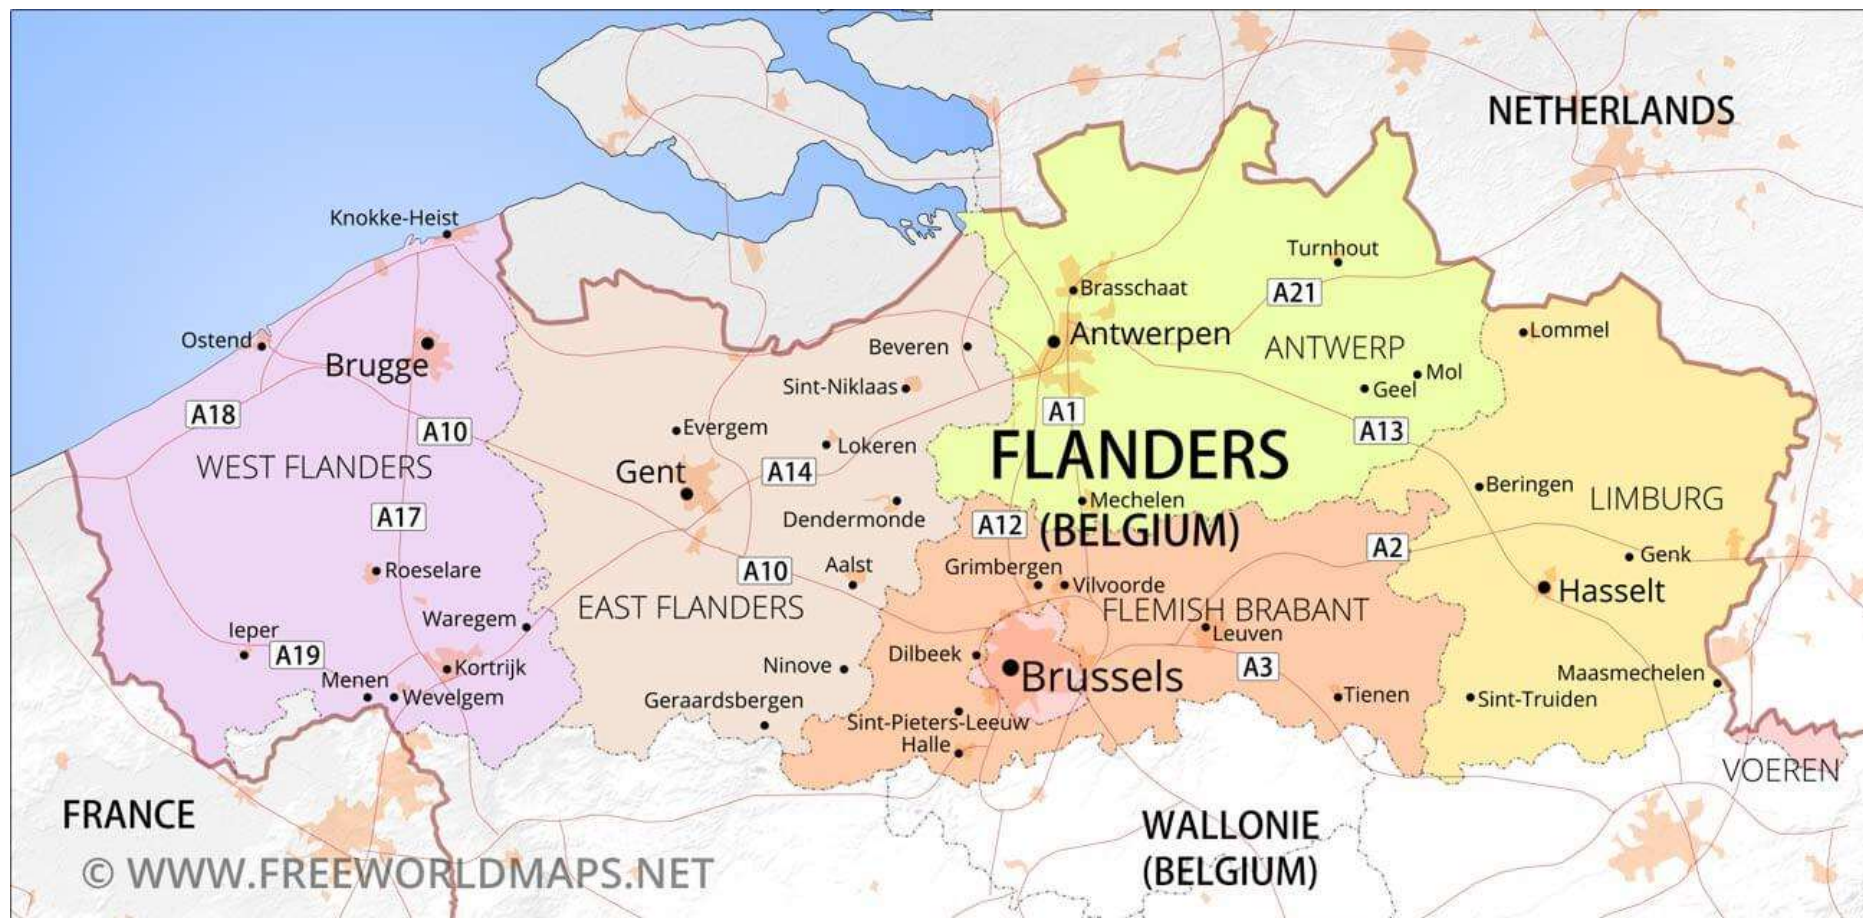 NETHERLANDS
Knokke-Heist
Turnhout
Brasschaat
A21
Ostend
Brugge
Beveren
Antwerpen
ANTWERP
Lommel
Sint-Niklaas
Geel
Mol
A18
A10
Evergem
Lokeren
A1
A13
WEST FLANDERS
Gent
A14
FLANDERS
(BELGIUM)
Beringen
LIMBURG
A17
Dendermonde
Mechelen
A12
A2
Roeselare
A10
Aalst
Grimbergen
Vilvoorde
Genk
Hasselt
EAST FLANDERS
FLEMISH BRABANT
Waregem
Ieper
A19
Leuven
Menen
Kortrijk
Ninove
Dilbeek
Brussels
A3
Maasmechelen
Wevelgem
Geraardsbergen
Sint-Pieters-Leeuw
Tienen
Sint-Truiden
Halle
VOEREN
FRANCE
WALLONIE
(BELGIUM)
© WWW.FREEWORLDMAPS.NET